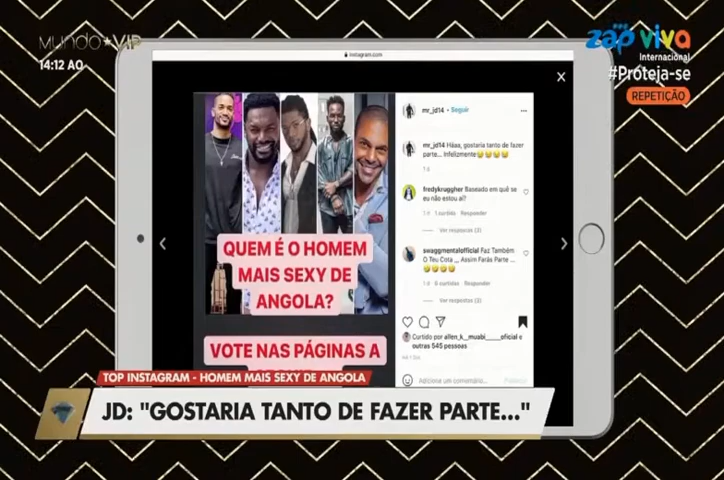 mundo★VIP
14:12 AO
zap viva
Internacional
#Proteja-se
REPETIÇÃO
instagram.com
X
mr_jd14 • Seguir
mr_jd14 Hãaa, gostaria tanto de fazer
parte... Infelizmente
fredykrugher Baseado em quê se
eu não estou aí?
1 curtida Responder
Ver respostas
swaggmentalofficial Faz Também
O Teu Cota ,,, Assim Farás Parte ...
6 curtidas Responder
Ver respostas
Curtido por allen_k_muabi_____oficial e
outras 545 pessoas
Adicione um comentário...
QUEM É O HOMEM
MAIS SEXY DE
ANGOLA?
VOTE NAS PÁGINAS A
TOP INSTAGRAM - HOMEM MAIS SEXY DE ANGOLA
JD: "GOSTARIA TANTO DE FAZER PARTE..."